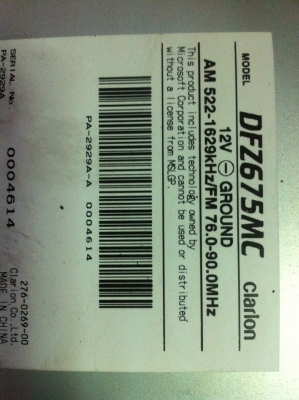 MODEL DFZ675MC Clarion
12V ⊖ GROUND
AM 522-1629kHz/FM 76.0-90.0MHz
This product includes technology owned by
Microsoft Corporation and cannot be used or distributed
without a license from MSLGP.
PA-2929A-A 0004614
SERIAL No. 0004614
PA-2929A
276-0269-00
Clarion Co.,Ltd.
MADE IN CHINA